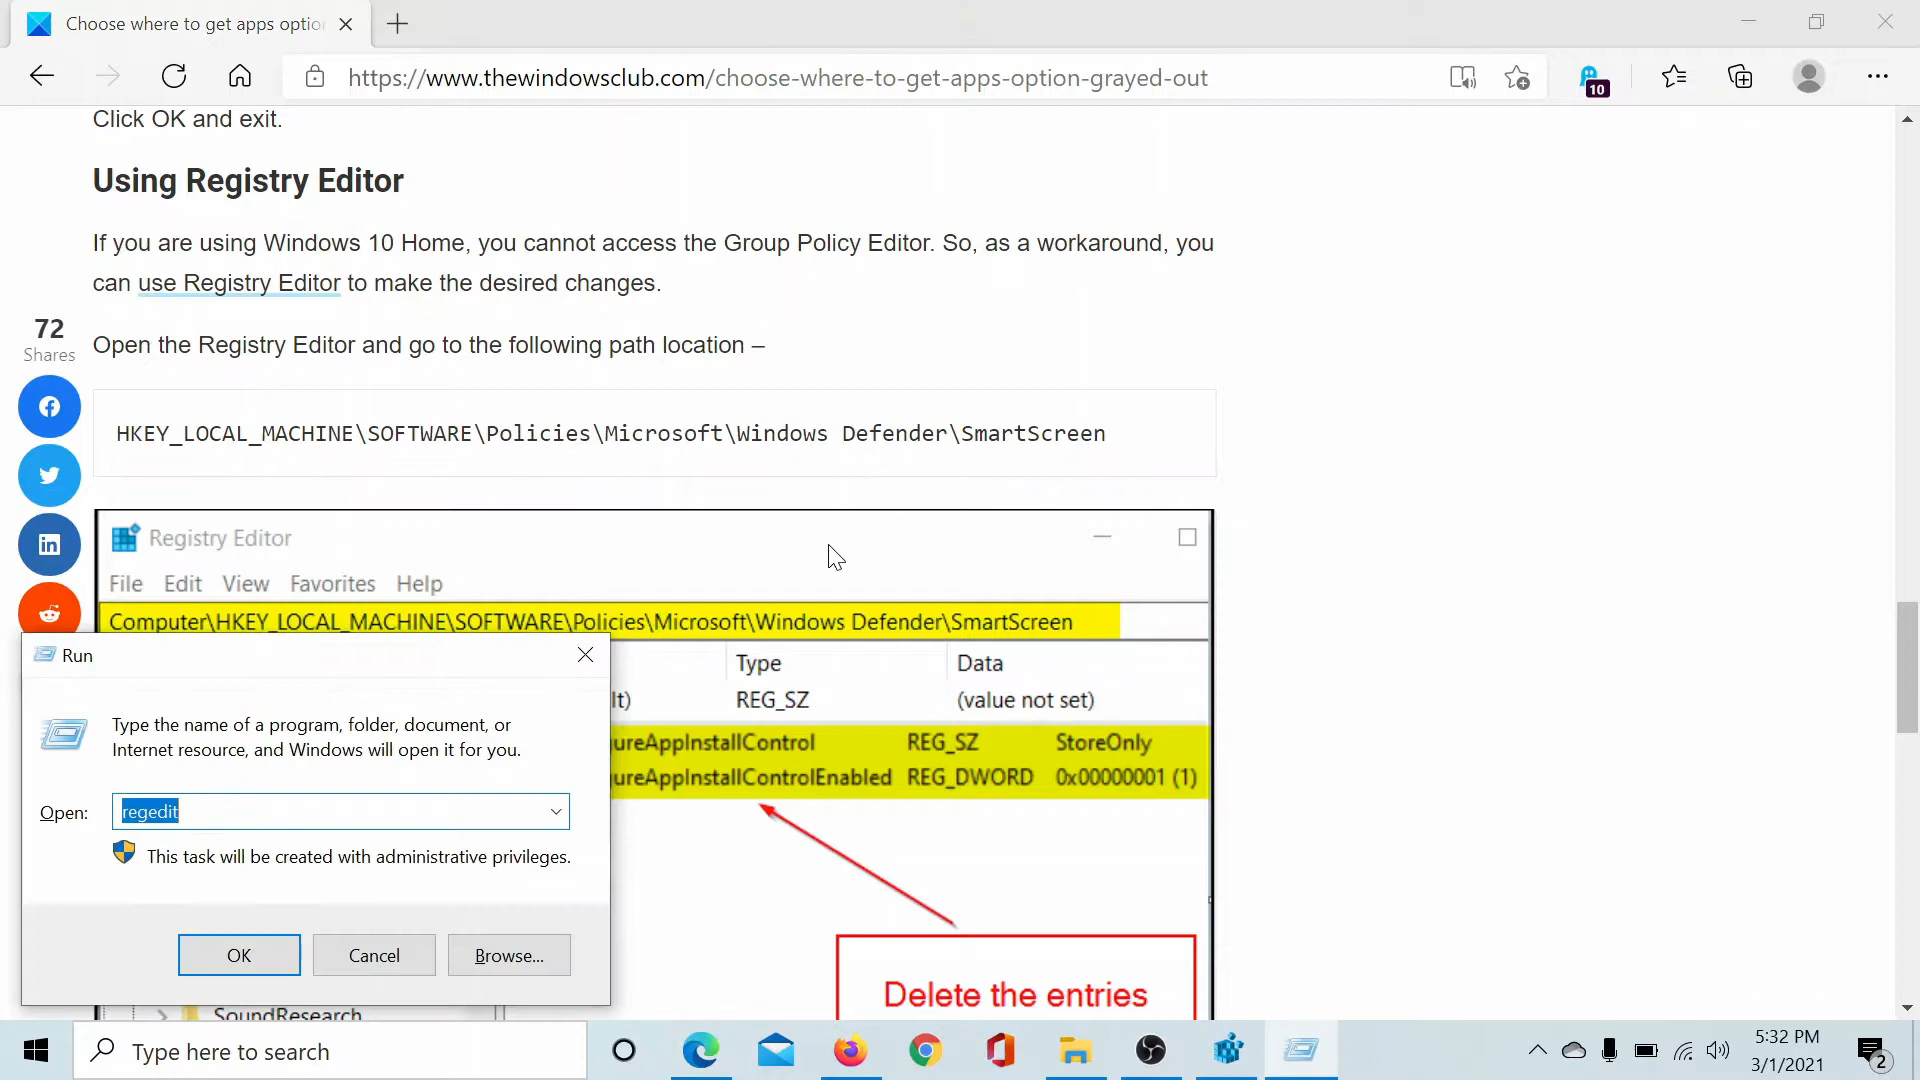 Choose where to get apps optio
https://www.thewindowsclub.com/choose-where-to-get-apps-option-grayed-out
10
Click OK and exit.
Using Registry Editor
If you are using Windows 10 Home, you cannot access the Group Policy Editor. So, as a workaround, you
can use Registry Editor to make the desired changes.
72
Shares
Open the Registry Editor and go to the following path location –
HKEY_LOCAL_MACHINE\SOFTWARE\Policies\Microsoft\Windows Defender\SmartScreen
Registry Editor
File Edit View Favorites Help
Computer\HKEY_LOCAL_MACHINE\SOFTWARE\Policies\Microsoft\Windows Defender\SmartScreen
Type Data
lt) REG_SZ (value not set)
ureAppInstallControl REG_SZ StoreOnly
ureAppInstallControlEnabled REG_DWORD 0x00000001 (1)
Delete the entries
SoundResearch
Run
Type the name of a program, folder, document, or
Internet resource, and Windows will open it for you.
Open: regedit
This task will be created with administrative privileges.
OK Cancel Browse...
Type here to search
5:32 PM
3/1/2021
2